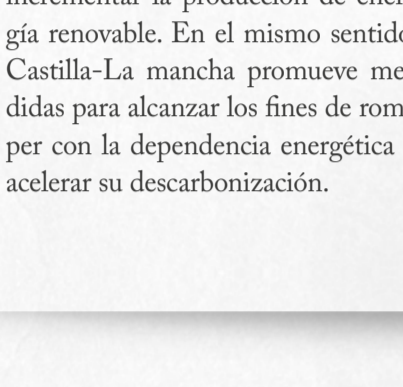 incrementar la producción de ener
gía renovable. En el mismo sentido
Castilla-La mancha promueve me
didas para alcanzar los fines de rom
per con la dependencia energética
acelerar su descarbonización.